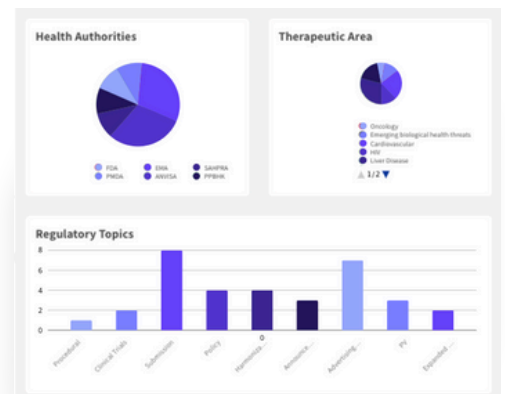 Health Authorities
FDA EMA SAHPRA
PMDA ANVISA PPBHK
Therapeutic Area
Oncology
Emerging biological health threats
Cardiovascular
HIV
Liver Disease
1/2
Regulatory Topics
8
6
4
2
0
0
Procedural Clinical Trials Submission Policy Harmoniza... Announce... Advertising... PV Expanded ...